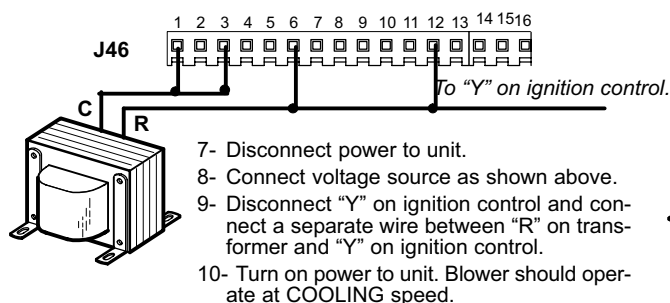 1 2 3 4 5 6 7 8 9 10 11 12 13 14 15 16
J46
To “Y” on ignition control.
C
R
7- Disconnect power to unit.
8- Connect voltage source as shown above.
9- Disconnect “Y” on ignition control and con-
nect a separate wire between “R” on trans-
former and “Y” on ignition control.
10- Turn on power to unit. Blower should oper-
ate at COOLING speed.